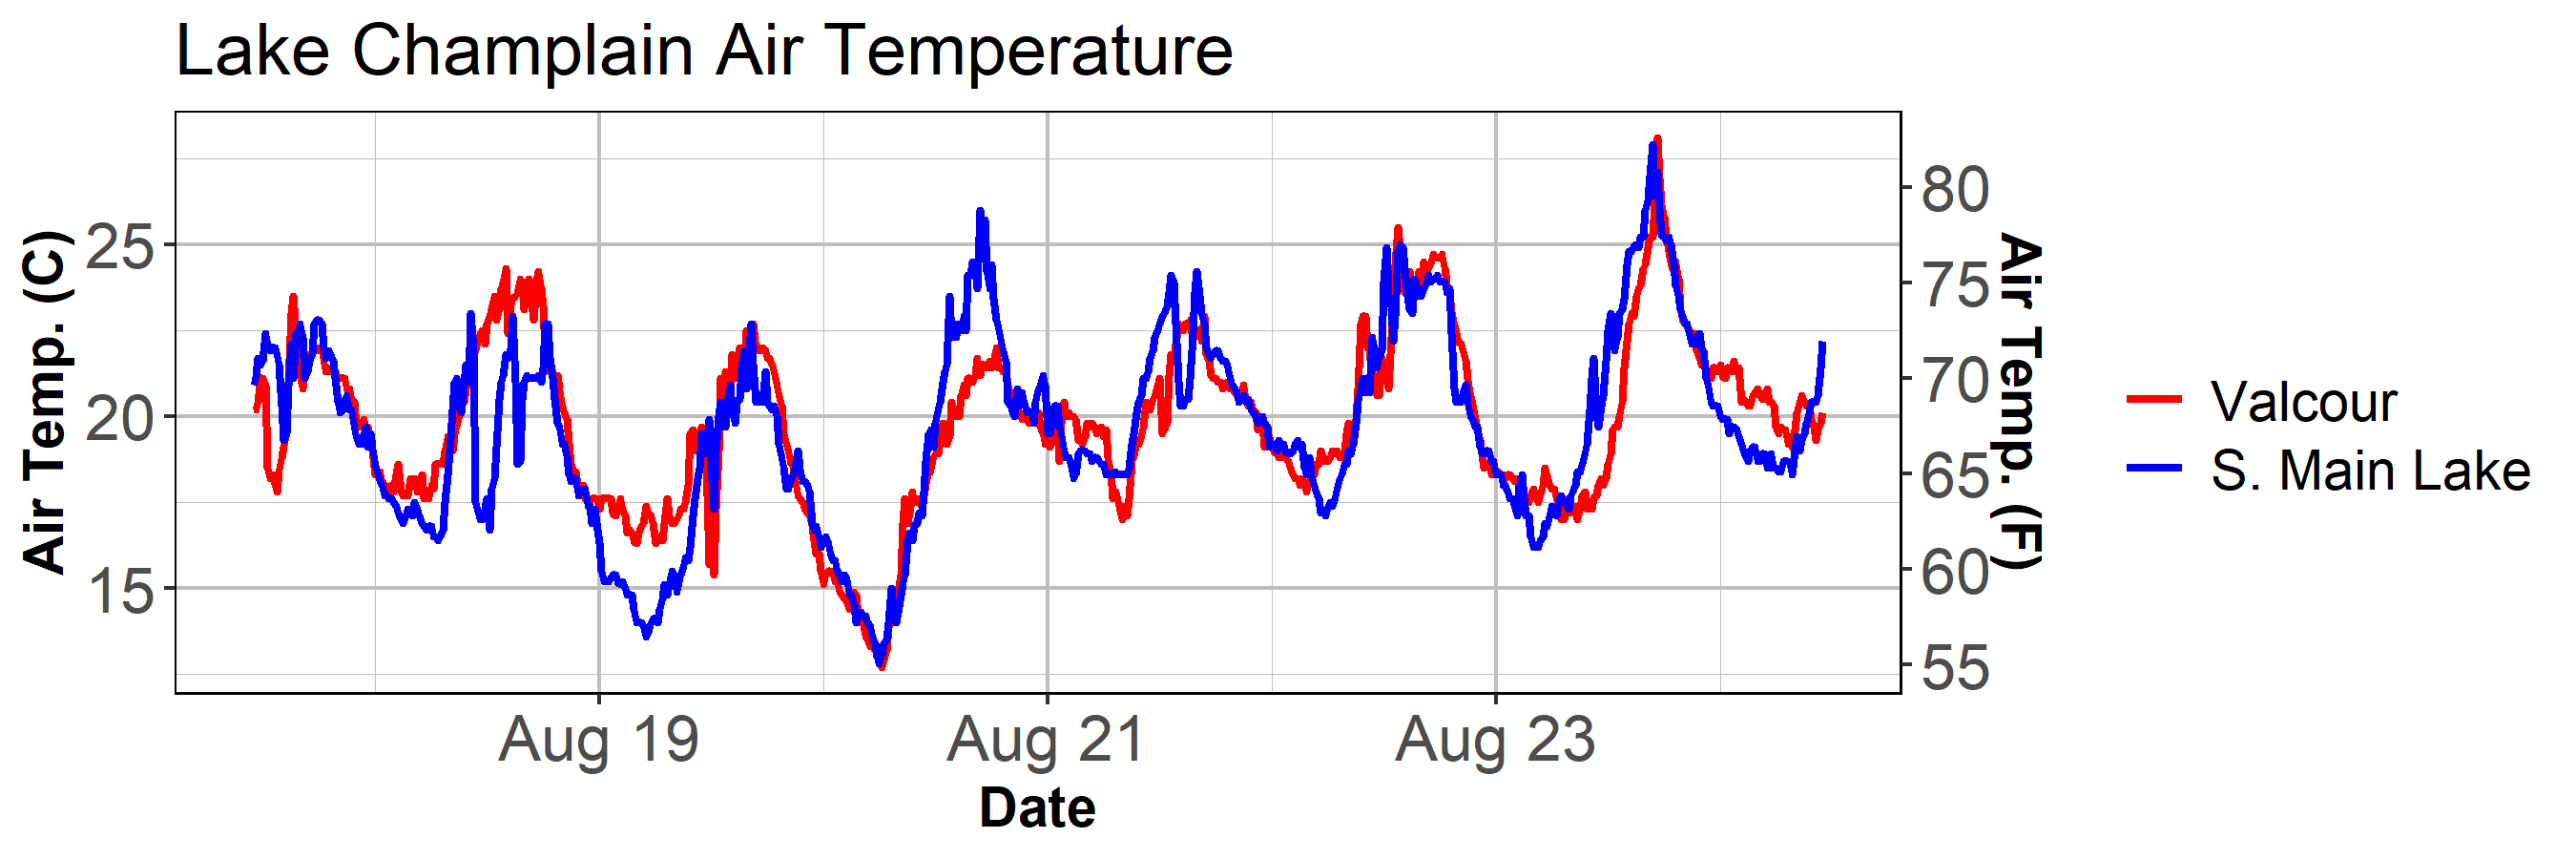 Lake Champlain Air Temperature
Air Temp. (C)
25
20
15
80
75
70
65
60
55
Air Temp. (F)
Aug 19
Aug 21
Aug 23
Date
Valcour
S. Main Lake